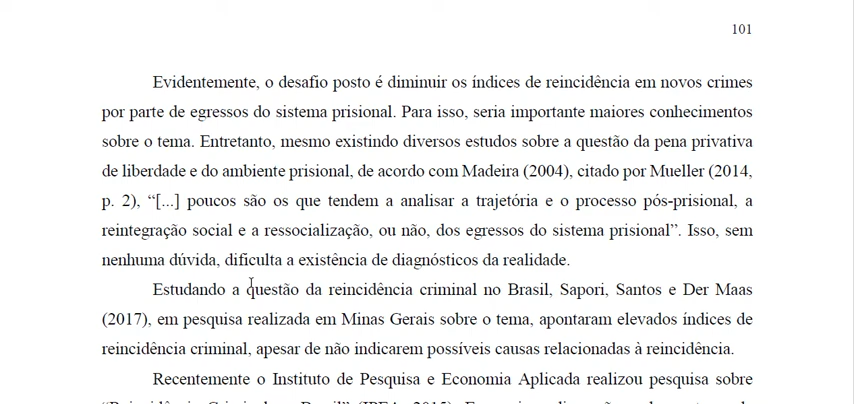 101
Evidentemente, o desafio posto é diminuir os índices de reincidência em novos crimes
por parte de egressos do sistema prisional. Para isso, seria importante maiores conhecimentos
sobre o tema. Entretanto, mesmo existindo diversos estudos sobre a questão da pena privativa
de liberdade e do ambiente prisional, de acordo com Madeira (2004), citado por Mueller (2014,
p. 2), “[...] poucos são os que tendem a analisar a trajetória e o processo pós-prisional, a
reintegração social e a ressocialização, ou não, dos egressos do sistema prisional”. Isso, sem
nenhuma dúvida, dificulta a existência de diagnósticos da realidade.
Estudando a questão da reincidência criminal no Brasil, Sapori, Santos e Der Maas
(2017), em pesquisa realizada em Minas Gerais sobre o tema, apontaram elevados índices de
reincidência criminal, apesar de não indicarem possíveis causas relacionadas à reincidência.
Recentemente o Instituto de Pesquisa e Economia Aplicada realizou pesquisa sobre